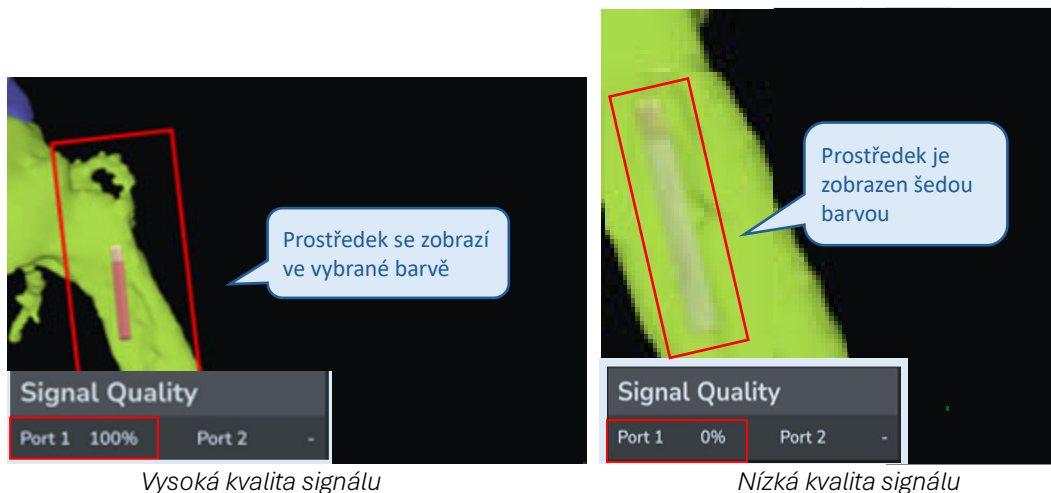 Prostředek se zobrazí
ve vybrané barvě
Signal Quality
Port 1 100% Port 2 -
Vysoká kvalita signálu
Prostředek je
zobrazen šedou
barvou
Signal Quality
Port 1 0% Port 2 -
Nízká kvalita signálu